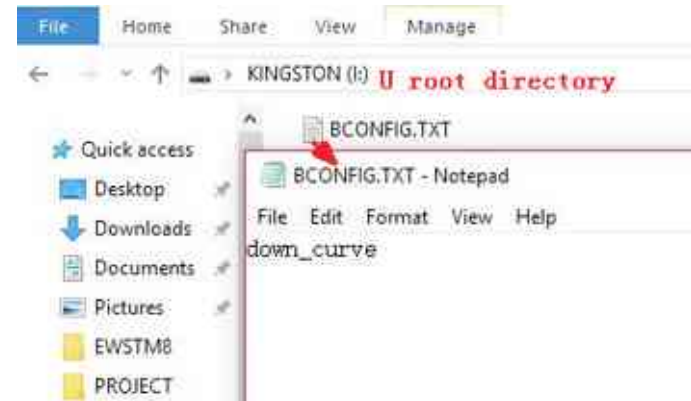 File Home Share View Manage
KINGSTON (I:) U root directory
BCONFIG.TXT
Quick access
BCONFIG.TXT - Notepad
Desktop
File Edit Format View Help
Downloads
down_curve
Documents
Pictures
EWSTM8
PROJECT